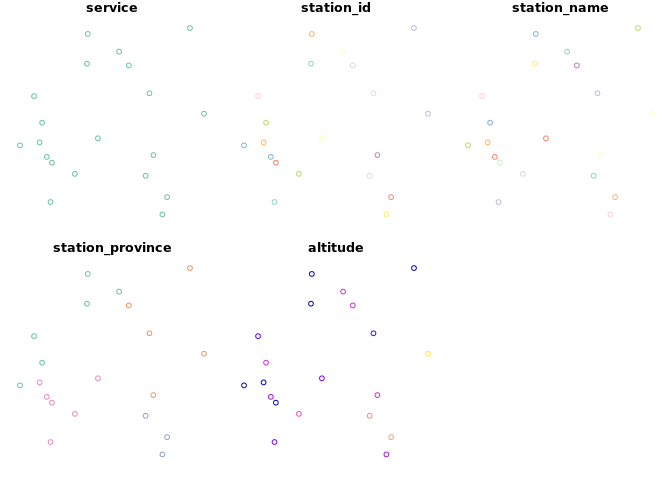 service
station_id
station_name
station_province
altitude